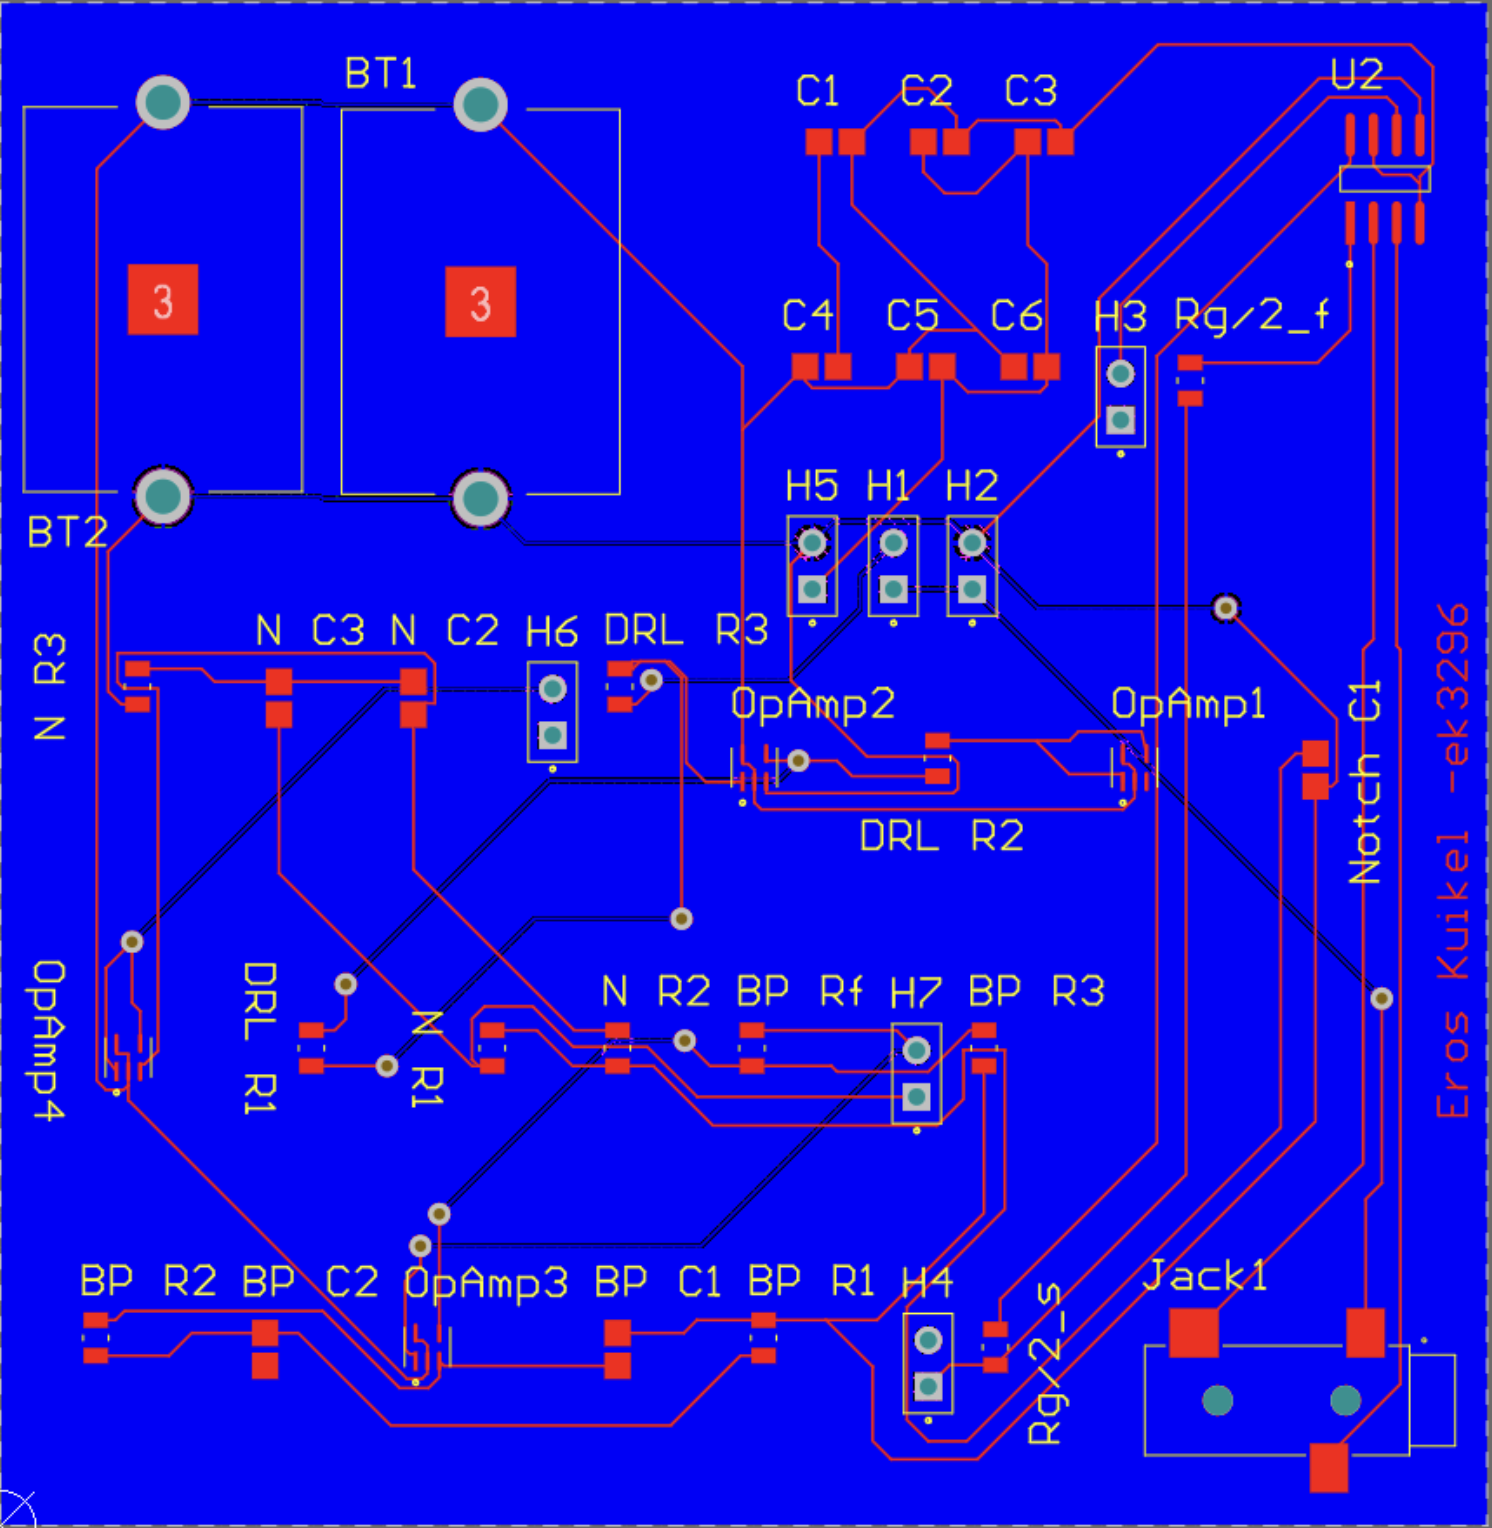 BT1
C1 C2 C3
U2
3
3
C4 C5 C6
H3 Rg/2_f
H5 H1 H2
BT2
N R3
N C3
N C2
H6
DRL R3
OpAmp2
OpAmp1
Notch C1
DRL R2
Eros Kuikel -ek3296
OpAmp4
DRL R1
N R1
N R2
BP Rf
H7
BP R3
BP R2
BP C2
OpAmp3
BP C1
BP R1
H4
Rg/2_s
Jack1